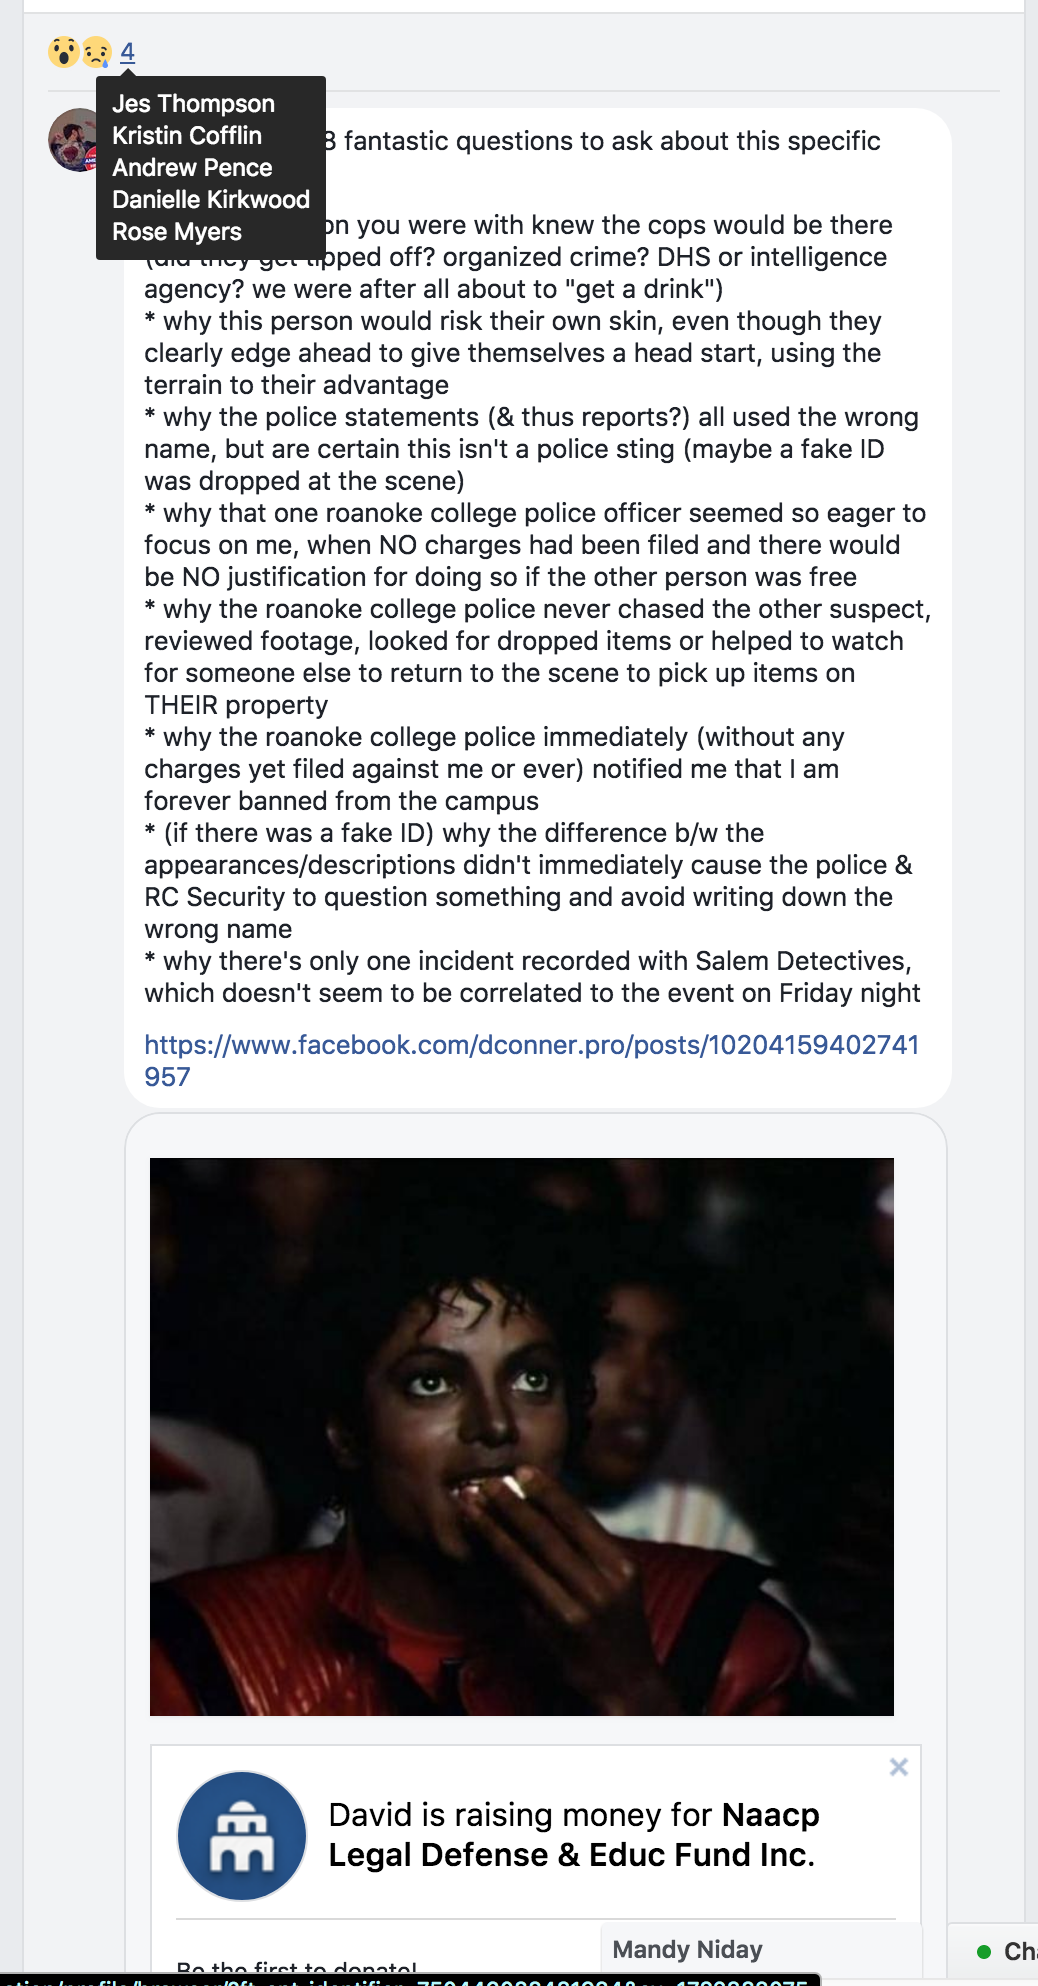 4
Jes Thompson
Kristin Cofflin
Andrew Pence
Danielle Kirkwood
Rose Myers
8 fantastic questions to ask about this specific
on you were with knew the cops would be there
(did they get tipped off? organized crime? DHS or intelligence
agency? we were after all about to "get a drink")
* why this person would risk their own skin, even though they
clearly edge ahead to give themselves a head start, using the
terrain to their advantage
* why the police statements (& thus reports?) all used the wrong
name, but are certain this isn't a police sting (maybe a fake ID
was dropped at the scene)
* why that one roanoke college police officer seemed so eager to
focus on me, when NO charges had been filed and there would
be NO justification for doing so if the other person was free
* why the roanoke college police never chased the other suspect,
reviewed footage, looked for dropped items or helped to watch
for someone else to return to the scene to pick up items on
THEIR property
* why the roanoke college police immediately (without any
charges yet filed against me or ever) notified me that I am
forever banned from the campus
* (if there was a fake ID) why the difference b/w the
appearances/descriptions didn't immediately cause the police &
RC Security to question something and avoid writing down the
wrong name
* why there's only one incident recorded with Salem Detectives,
which doesn't seem to be correlated to the event on Friday night
https://www.facebook.com/dconner.pro/posts/10204159402741
957
David is raising money for Naacp
Legal Defense & Educ Fund Inc.
Be the first to donate!
Mandy Niday